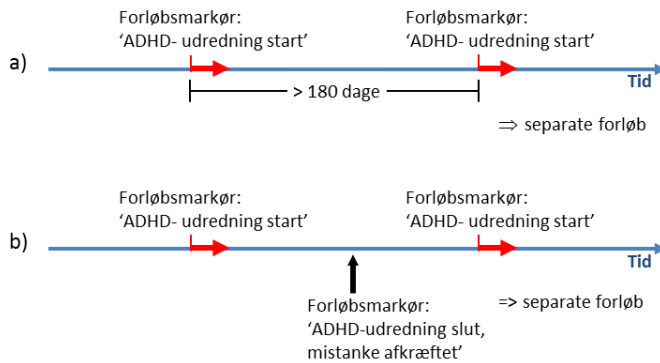 Forløbsmarkør:
'ADHD- udredning start'
Forløbsmarkør:
'ADHD- udredning start'
a)
Tid
> 180 dage
⇒ separate forløb
Forløbsmarkør:
'ADHD- udredning start'
Forløbsmarkør:
'ADHD- udredning start'
b)
Tid
Forløbsmarkør:
'ADHD-udredning slut,
mistanke afkræftet'
=> separate forløb